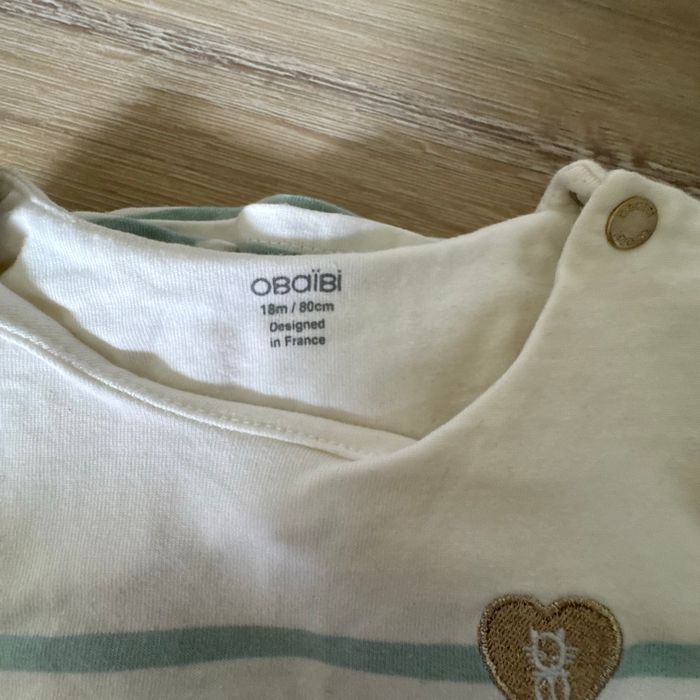 OBaïBi
18m / 80cm
Designed
in France